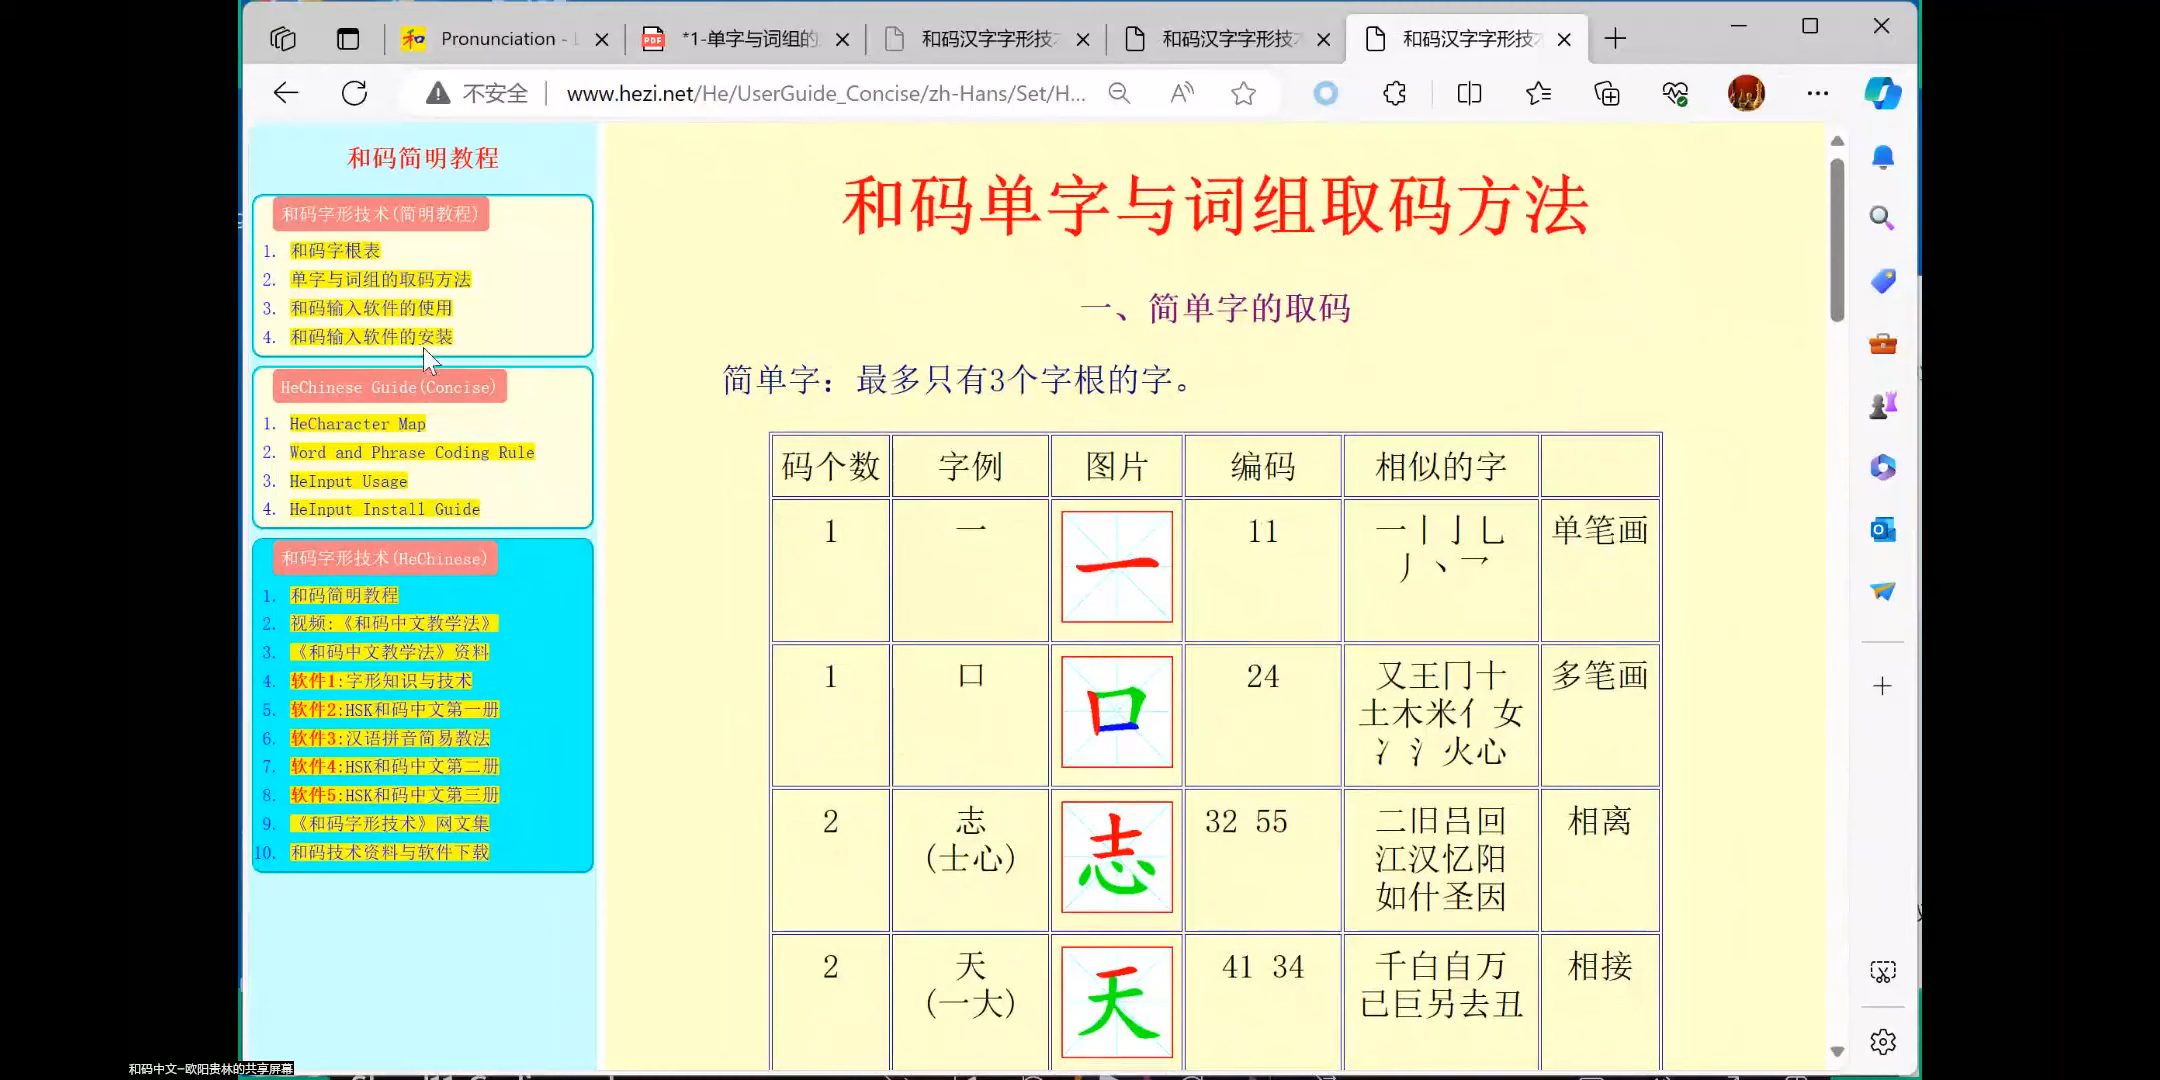 Pronunciation - L
*1-单字与词组的
和码汉字字形技
和码汉字字形技
和码汉字字形技
不安全
www.hezi.net/He/UserGuide_Concise/zh-Hans/Set/H...
和码简明教程
和码字形技术(简明教程)
1. 和码字根表
2. 单字与词组的取码方法
3. 和码输入软件的使用
4. 和码输入软件的安装
HeChinese Guide(Concise)
1. HeCharacter Map
2. Word and Phrase Coding Rule
3. HeInput Usage
4. HeInput Install Guide
和码字形技术(HeChinese)
1. 和码简明教程
2. 视频:《和码中文教学法》
3. 《和码中文教学法》资料
4. 软件1:字形知识与技术
5. 软件2:HSK和码中文第一册
6. 软件3:汉语拼音简易教法
7. 软件4:HSK和码中文第二册
8. 软件5:HSK和码中文第三册
9. 《和码字形技术》网文集
10. 和码技术资料与软件下载
和码单字与词组取码方法
一、简单字的取码
简单字：最多只有3个字根的字。
码个数 字例 图片 编码 相似的字
1 一 一 11 一丨亅乚 单笔画
丿丶乛
1 口 口 24 又王冂十 多笔画
土木米亻女
冫氵火心
2 志 志 32 55 二旧吕回 相离
(士心) 江汉忆阳
如什圣因
2 天 天 41 34 千白自万 相接
(一大) 己巨另去丑
和码中文-欧阳贵林的共享屏幕